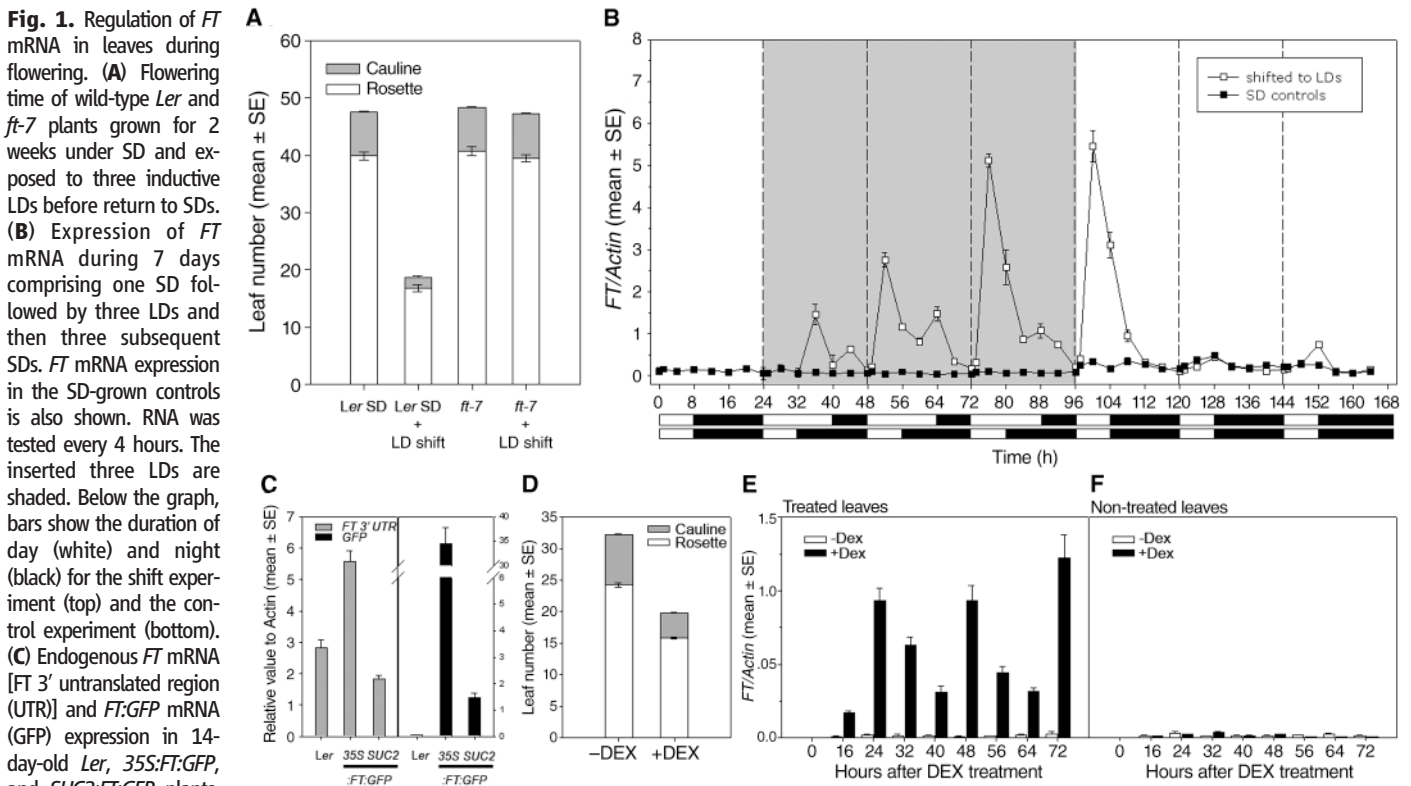 Fig. 1. Regulation of FT
mRNA in leaves during
flowering. (A) Flowering
time of wild-type Ler and
ft-7 plants grown for 2
weeks under SD and ex-
posed to three inductive
LDs before return to SDs.
(B) Expression of FT
mRNA during 7 days
comprising one SD fol-
lowed by three LDs and
then three subsequent
SDs. FT mRNA expression
in the SD-grown controls
is also shown. RNA was
tested every 4 hours. The
inserted three LDs are
shaded. Below the graph,
bars show the duration of
day (white) and night
(black) for the shift exper-
iment (top) and the con-
trol experiment (bottom).
(C) Endogenous FT mRNA
[FT 3′ untranslated region
(UTR)] and FT:GFP mRNA
(GFP) expression in 14-
day-old Ler, 35S:FT:GFP,
and SUC2:FT:GFP plants
A
Leaf number (mean ± SE)
60
50
40
30
20
10
0
Cauline
Rosette
Ler SD
Ler SD
+
LD shift
ft-7
ft-7
+
LD shift
B
FT/Actin (mean ± SE)
8
7
6
5
4
3
2
1
0
shifted to LDs
SD controls
0 8 16 24 32 40 48 56 64 72 80 88 96 104 112 120 128 136 144 152 160 168
Time (h)
C
Relative value to Actin (mean ± SE)
7
6
5
4
3
2
1
0
FT 3' UTR
GFP
40
35
30
6
5
4
3
2
1
0
Ler 35S SUC2 Ler 35S SUC2
:FT:GFP :FT:GFP
D
Leaf number (mean ± SE)
35
30
25
20
15
10
5
0
Cauline
Rosette
–DEX +DEX
E
Treated leaves
FT/Actin (mean ± SE)
1.5
1.0
.05
0.0
-Dex
+Dex
0 16 24 32 40 48 56 64 72
Hours after DEX treatment
F
Non-treated leaves
-Dex
+Dex
0 16 24 32 40 48 56 64 72
Hours after DEX treatment